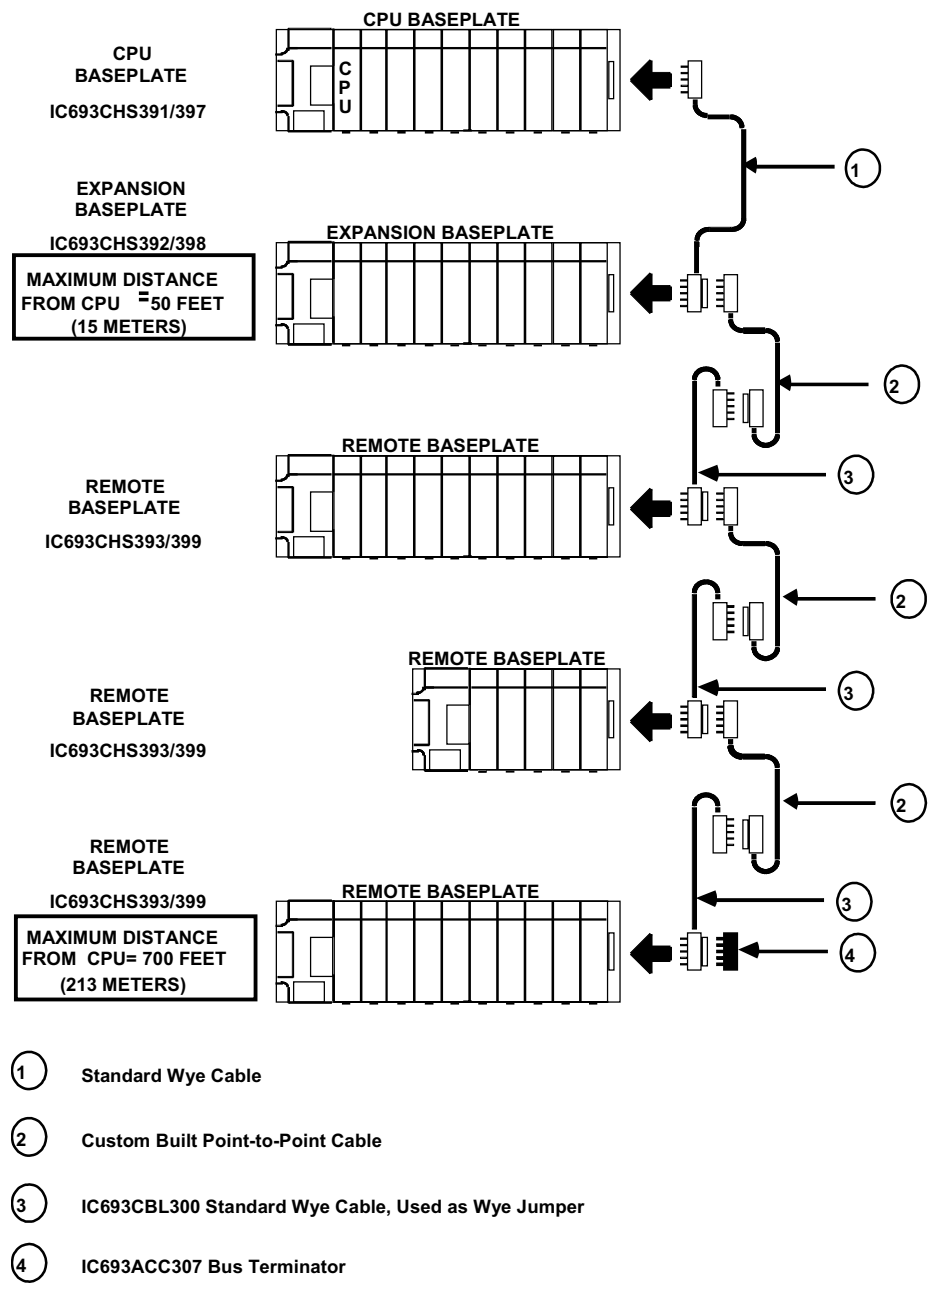 CPU BASEPLATE
CPU
BASEPLATE
IC693CHS391/397
C
P
U
1
EXPANSION
BASEPLATE
IC693CHS392/398
MAXIMUM DISTANCE
FROM CPU = 50 FEET
(15 METERS)
EXPANSION BASEPLATE
2
REMOTE BASEPLATE
3
REMOTE
BASEPLATE
IC693CHS393/399
2
REMOTE BASEPLATE
3
REMOTE
BASEPLATE
IC693CHS393/399
2
REMOTE
BASEPLATE
IC693CHS393/399
REMOTE BASEPLATE
3
MAXIMUM DISTANCE
FROM CPU= 700 FEET
(213 METERS)
4
1 Standard Wye Cable
2 Custom Built Point-to-Point Cable
3 IC693CBL300 Standard Wye Cable, Used as Wye Jumper
4 IC693ACC307 Bus Terminator